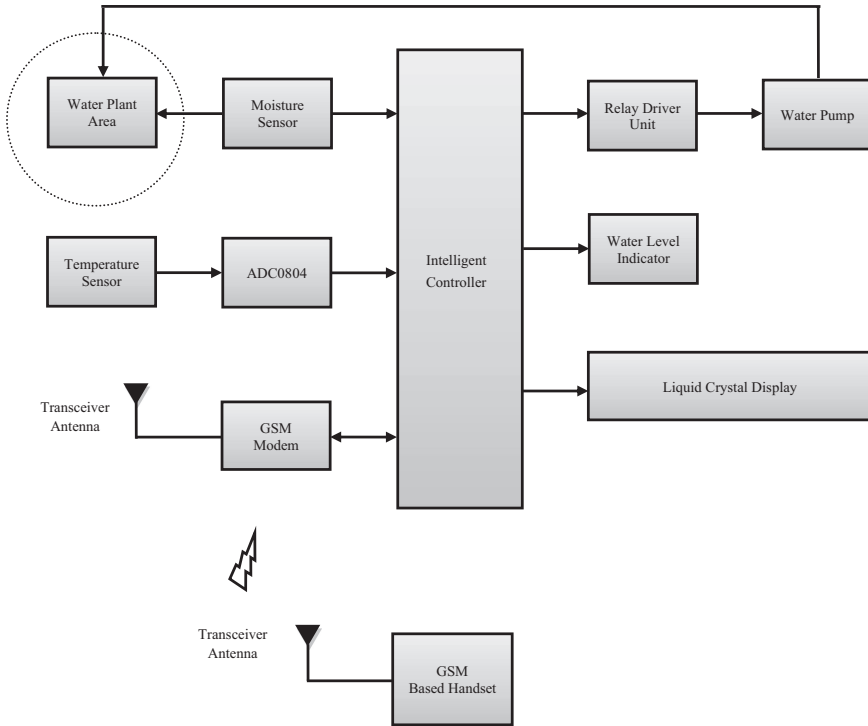 Water Plant
Area
Moisture
Sensor
Relay Driver
Unit
Water Pump
Temperature
Sensor
ADC0804
Intelligent
Controller
Water Level
Indicator
Liquid Crystal Display
Transceiver
Antenna
GSM
Modem
Transceiver
Antenna
GSM
Based Handset